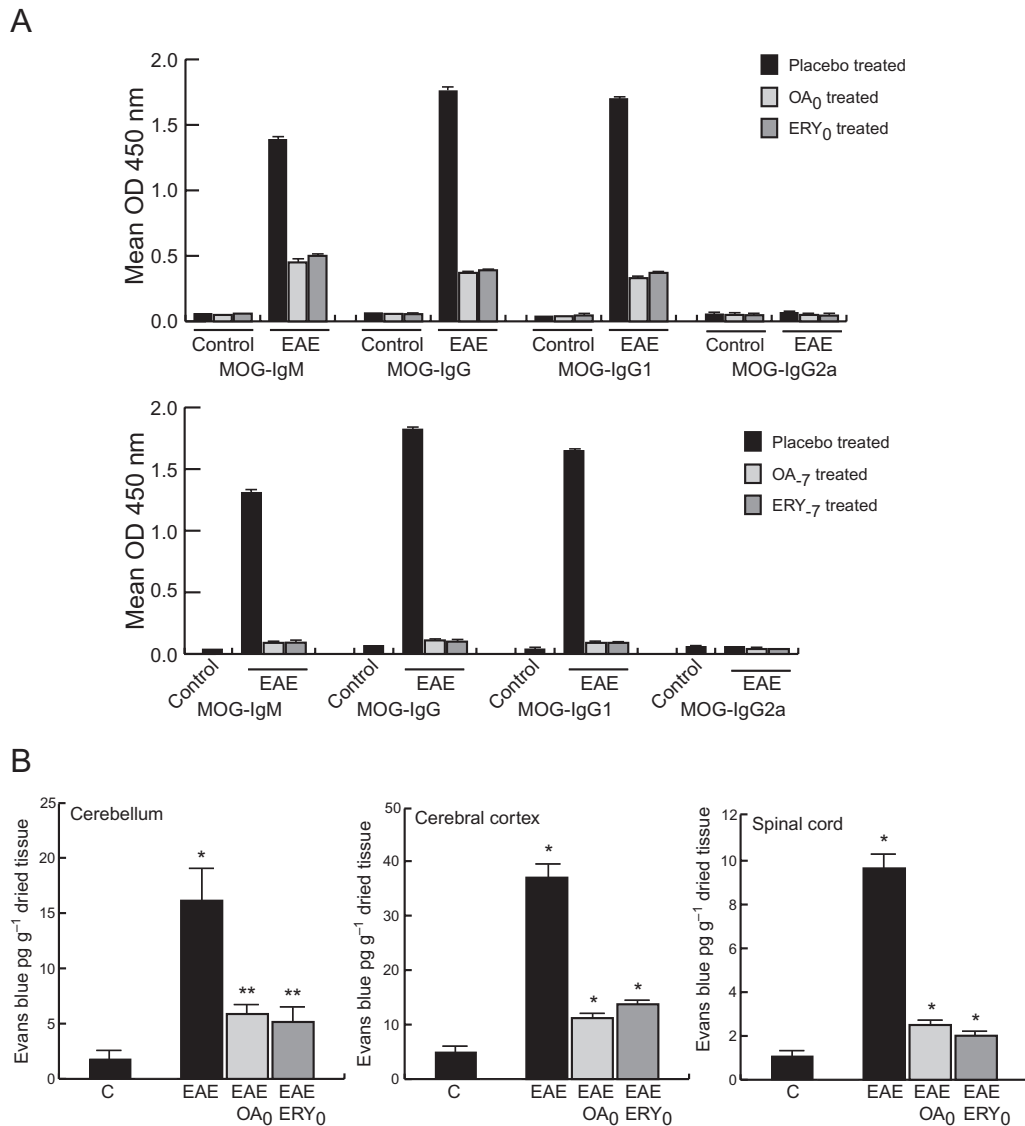 A
Mean OD 450 nm
2.0
1.5
1.0
0.5
0.0
Placebo treated
OA0 treated
ERY0 treated
Control EAE Control EAE Control EAE Control EAE
MOG-IgM MOG-IgG MOG-IgG1 MOG-IgG2a
Mean OD 450 nm
2.0
1.5
1.0
0.5
0.0
Placebo treated
OA-7 treated
ERY-7 treated
Control EAE Control EAE Control EAE Control EAE
MOG-IgM MOG-IgG MOG-IgG1 MOG-IgG2a
B
Cerebellum
Evans blue pg g⁻¹ dried tissue
25
20
15
10
5
0
*
**
**
C EAE EAE EAE
OA0 ERY0
Cerebral cortex
Evans blue pg g⁻¹ dried tissue
50
40
30
20
10
0
*
*
*
C EAE EAE EAE
OA0 ERY0
Spinal cord
Evans blue pg g⁻¹ dried tissue
12
10
8
6
4
2
0
*
*
*
C EAE EAE EAE
OA0 ERY0